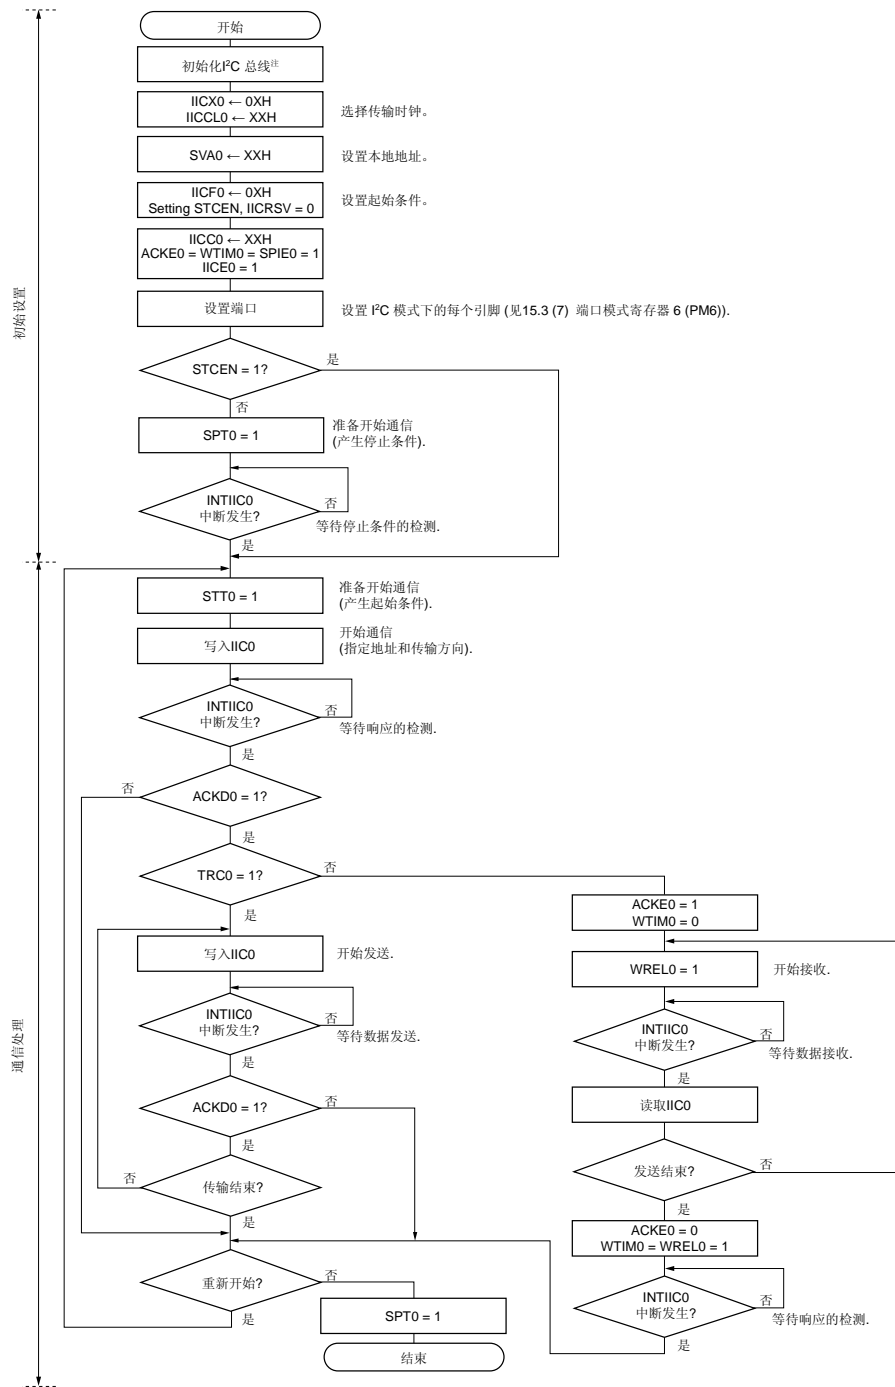 开始
初始化I²C 总线注
IICX0 ← 0XH
IICCL0 ← XXH
选择传输时钟。
SVA0 ← XXH
设置本地地址。
IICF0 ← 0XH
Setting STCEN, IICRSV = 0
设置起始条件。
IICC0 ← XXH
ACKE0 = WTIM0 = SPIE0 = 1
IICE0 = 1
设置端口
设置 I²C 模式下的每个引脚 (见15.3 (7) 端口模式寄存器 6 (PM6)).
初始设置
STCEN = 1?
是
否
SPT0 = 1
准备开始通信
(产生停止条件).
INTIIC0
中断发生?
否
等待停止条件的检测.
是
STT0 = 1
准备开始通信
(产生起始条件).
写入IIC0
开始通信
(指定地址和传输方向).
INTIIC0
中断发生?
否
等待响应的检测.
是
ACKD0 = 1?
否
是
TRC0 = 1?
否
是
写入IIC0
开始发送.
INTIIC0
中断发生?
否
等待数据发送.
是
ACKD0 = 1?
否
是
传输结束?
否
是
重新开始?
否
是
SPT0 = 1
结束
通信处理
ACKE0 = 1
WTIM0 = 0
WREL0 = 1
开始接收.
INTIIC0
中断发生?
否
等待数据接收.
是
读取IIC0
发送结束?
否
是
ACKE0 = 0
WTIM0 = WREL0 = 1
INTIIC0
中断发生?
否
等待响应的检测.
是